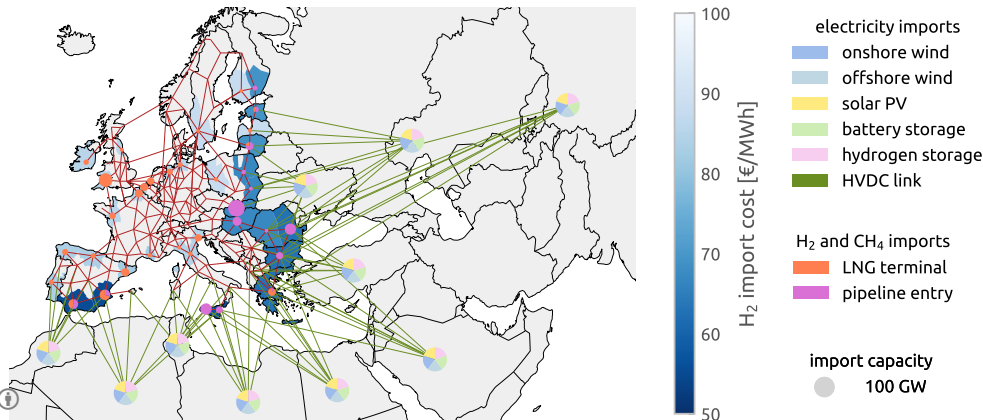 100
90
80
70
60
50
H₂ import cost [€/MWh]
electricity imports
onshore wind
offshore wind
solar PV
battery storage
hydrogen storage
HVDC link
H₂ and CH₄ imports
LNG terminal
pipeline entry
import capacity
100 GW